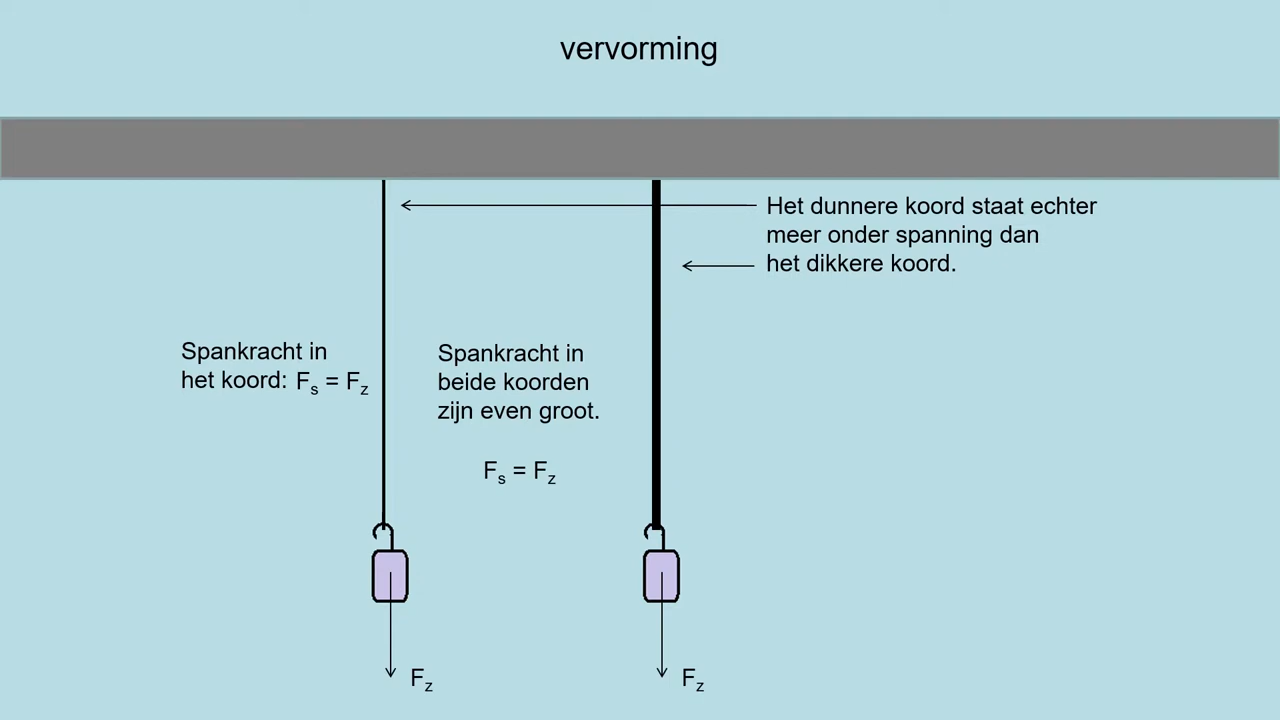 vervorming
Het dunnere koord staat echter
meer onder spanning dan
het dikkere koord.
Spankracht in
het koord: Fs = Fz
Spankracht in
beide koorden
zijn even groot.
Fs = Fz
Fz
Fz